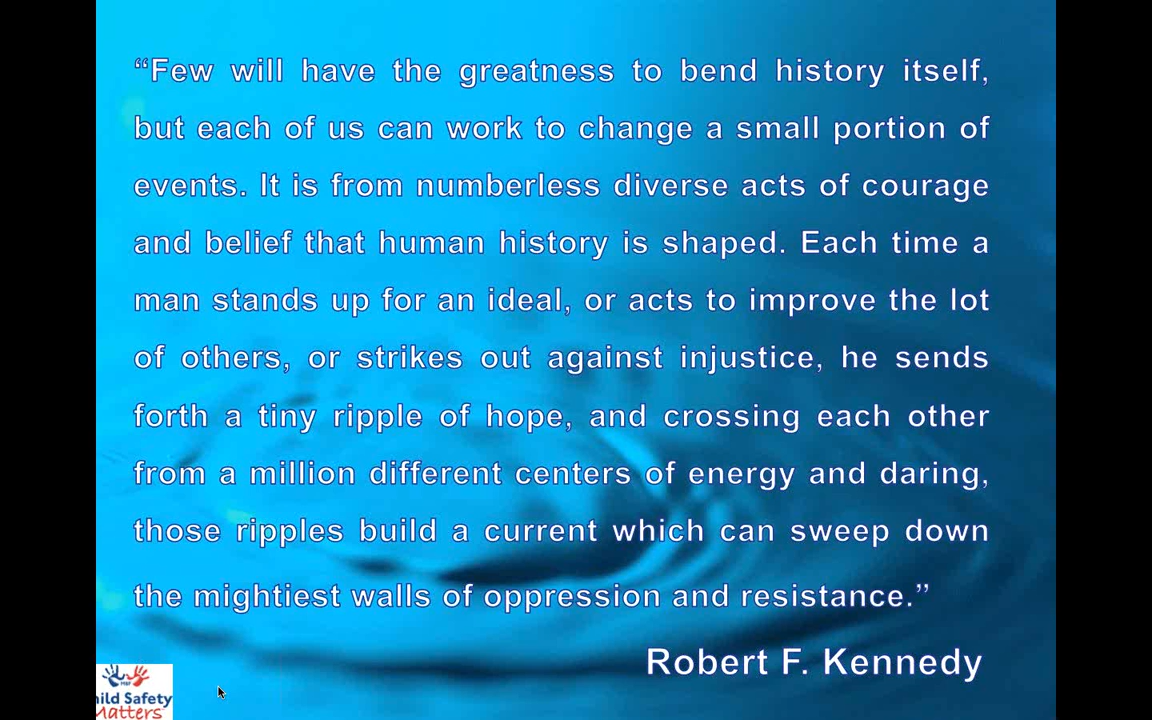 “Few will have the greatness to bend history itself,
but each of us can work to change a small portion of
events. It is from numberless diverse acts of courage
and belief that human history is shaped. Each time a
man stands up for an ideal, or acts to improve the lot
of others, or strikes out against injustice, he sends
forth a tiny ripple of hope, and crossing each other
from a million different centers of energy and daring,
those ripples build a current which can sweep down
the mightiest walls of oppression and resistance.”
Robert F. Kennedy
hild Safety
Matters